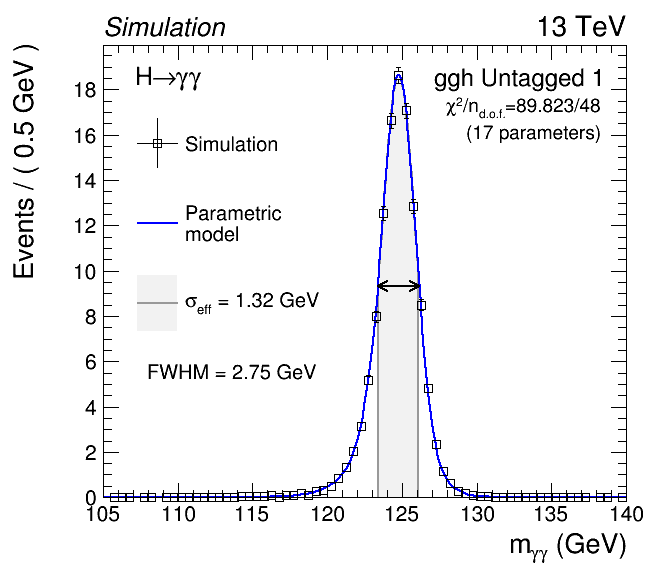 Simulation
13 TeV
H→γγ
ggh Untagged 1
χ²/n_d.o.f.=89.823/48
(17 parameters)
Simulation
Parametric
model
σ_eff = 1.32 GeV
FWHM = 2.75 GeV
Events / ( 0.5 GeV )
18
16
14
12
10
8
6
4
2
0
105 110 115 120 125 130 135 140
m_γγ (GeV)